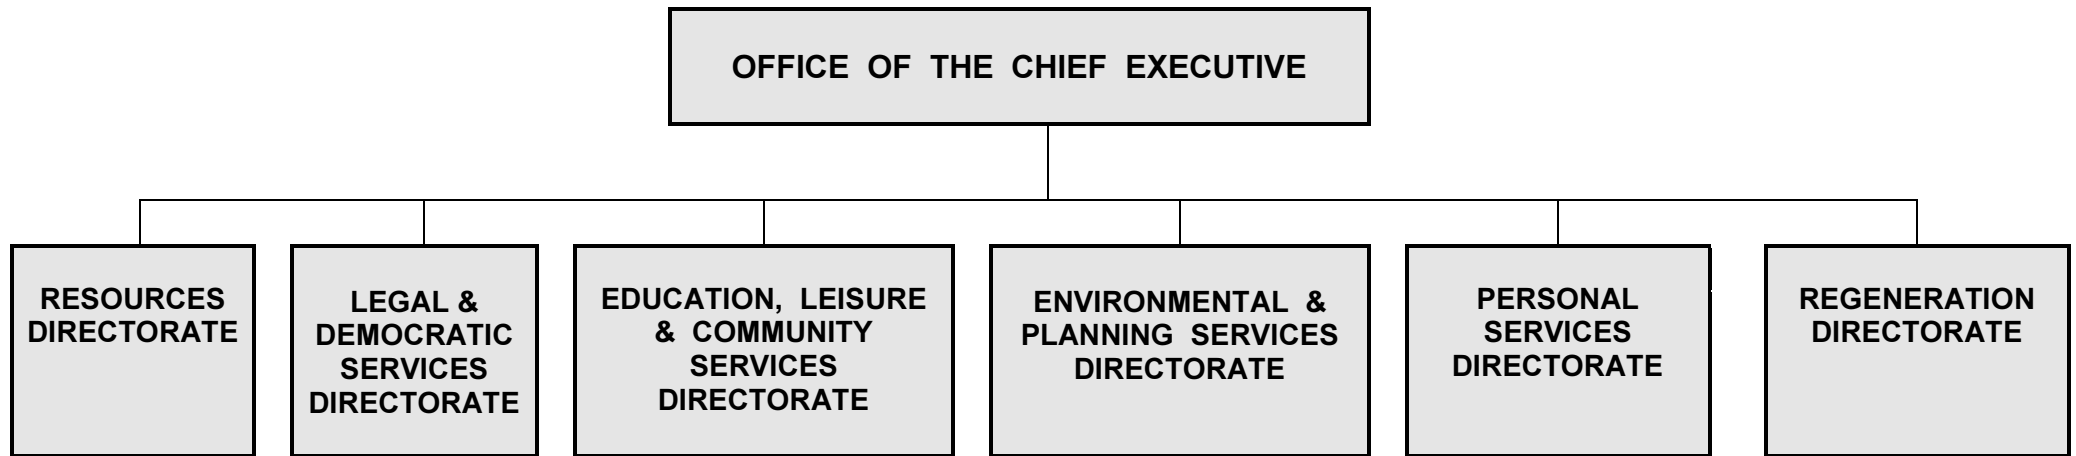 OFFICE OF THE CHIEF EXECUTIVE
RESOURCES
DIRECTORATE
LEGAL &
DEMOCRATIC
SERVICES
DIRECTORATE
EDUCATION, LEISURE
& COMMUNITY
SERVICES
DIRECTORATE
ENVIRONMENTAL &
PLANNING SERVICES
DIRECTORATE
PERSONAL
SERVICES
DIRECTORATE
REGENERATION
DIRECTORATE